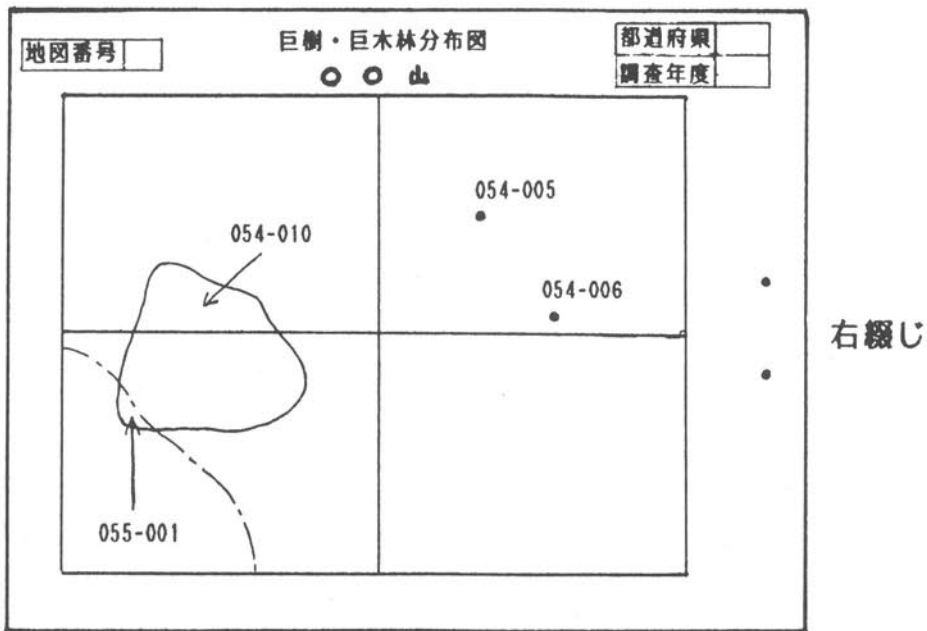 地図番号
巨樹・巨木林分布図
○ ○ 山
都道府県
調査年度
054-005
054-010
054-006
右綴じ
055-001